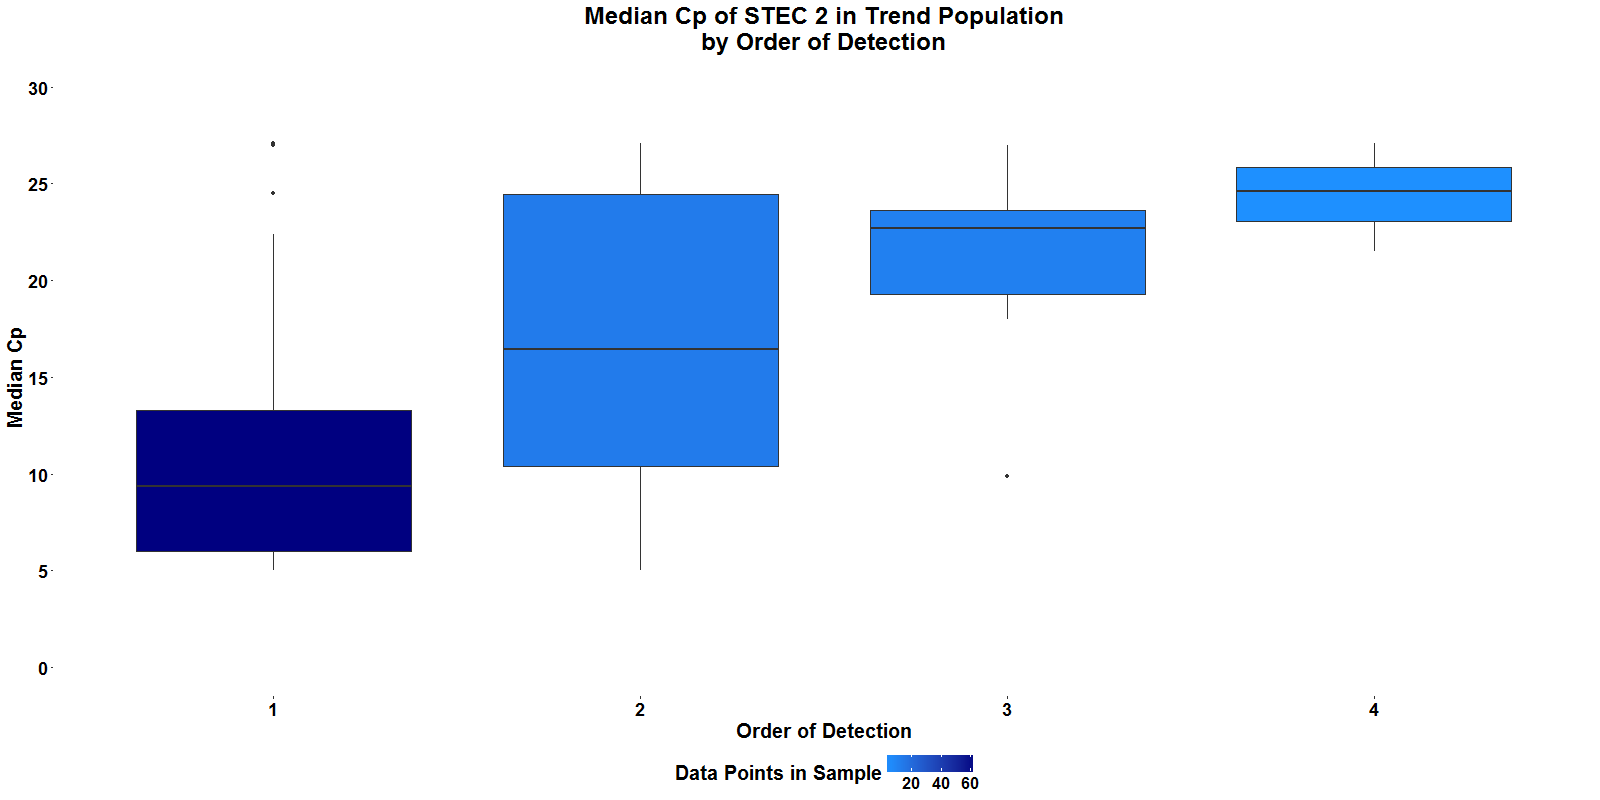 Median Cp of STEC 2 in Trend Population
by Order of Detection
30
25
20
15
10
5
0
Median Cp
1 2 3 4
Order of Detection
Data Points in Sample
20 40 60